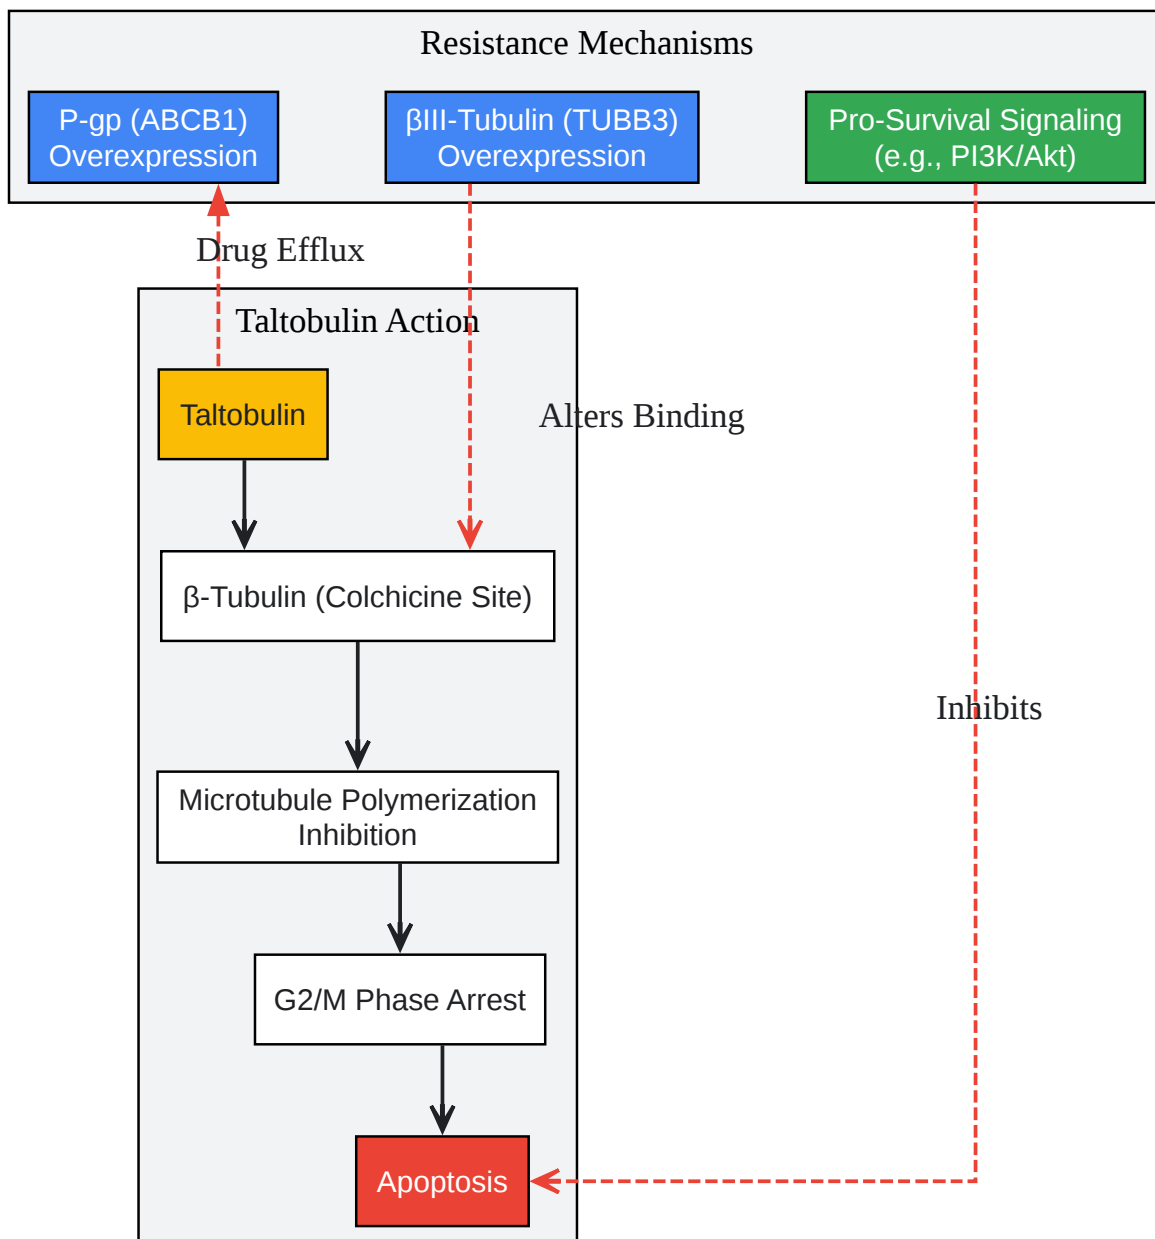 Resistance Mechanisms
P-gp (ABCB1)
Overexpression
βIII-Tubulin (TUBB3)
Overexpression
Pro-Survival Signaling
(e.g., PI3K/Akt)
Drug Efflux
Taltobulin Action
Taltobulin
Alters Binding
β-Tubulin (Colchicine Site)
Inhibits
Microtubule Polymerization
Inhibition
G2/M Phase Arrest
Apoptosis